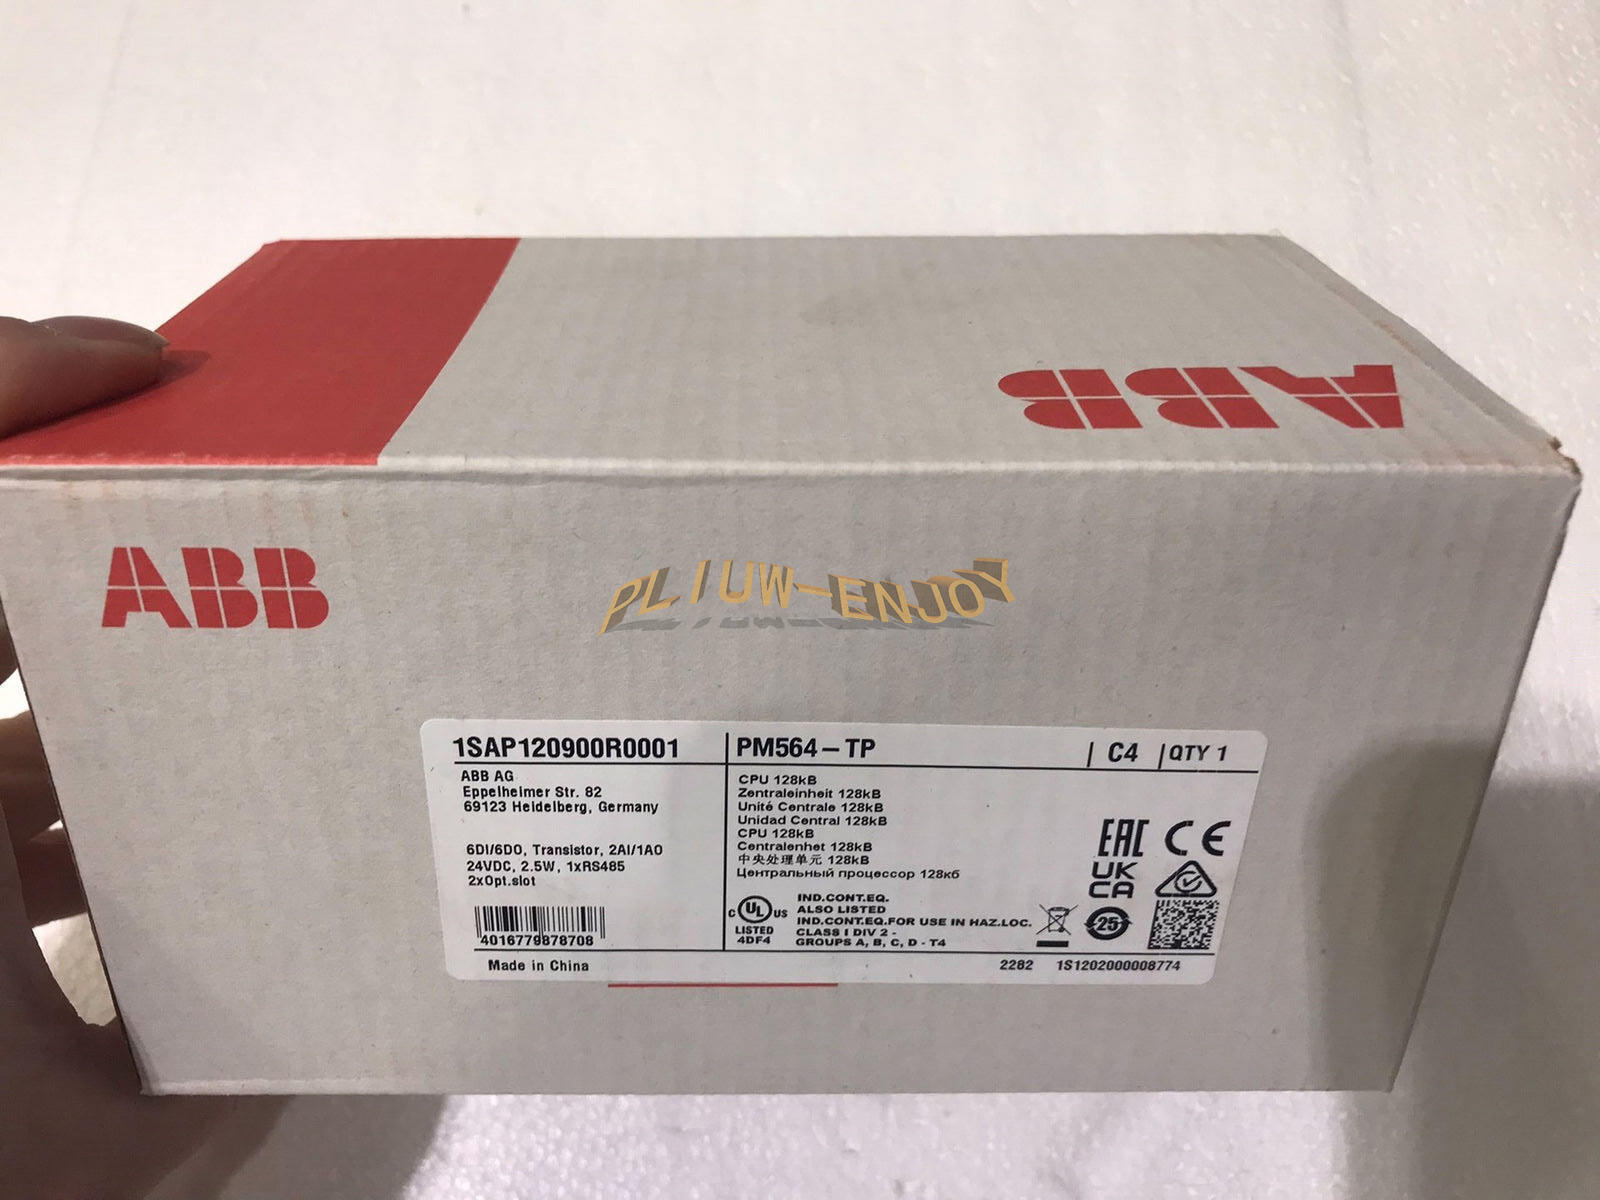 ABB
ABB
PLIUW-ENJOY
1SAP120900R0001 PM564-TP C4 QTY 1
ABB AG
Eppelheimer Str. 82
69123 Heidelberg, Germany
6DI/6DO, Transistor, 2AI/1AO
24VDC, 2.5W, 1xRS485
2xOpt.slot
4016779878708
Made in China
CPU 128kB
Zentraleinheit 128kB
Unité Centrale 128kB
Unidad Central 128kB
CPU 128kB
Centralenhet 128kB
中央处理单元 128kB
Центральный процессор 128кб
EAC CE
UK
CA
C UL US
LISTED
4DF4
IND.CONT.EQ.
ALSO LISTED
IND.CONT.EQ.FOR USE IN HAZ.LOC.
CLASS I DIV 2 -
GROUPS A, B, C, D - T4
25
2282 1S1202000008774